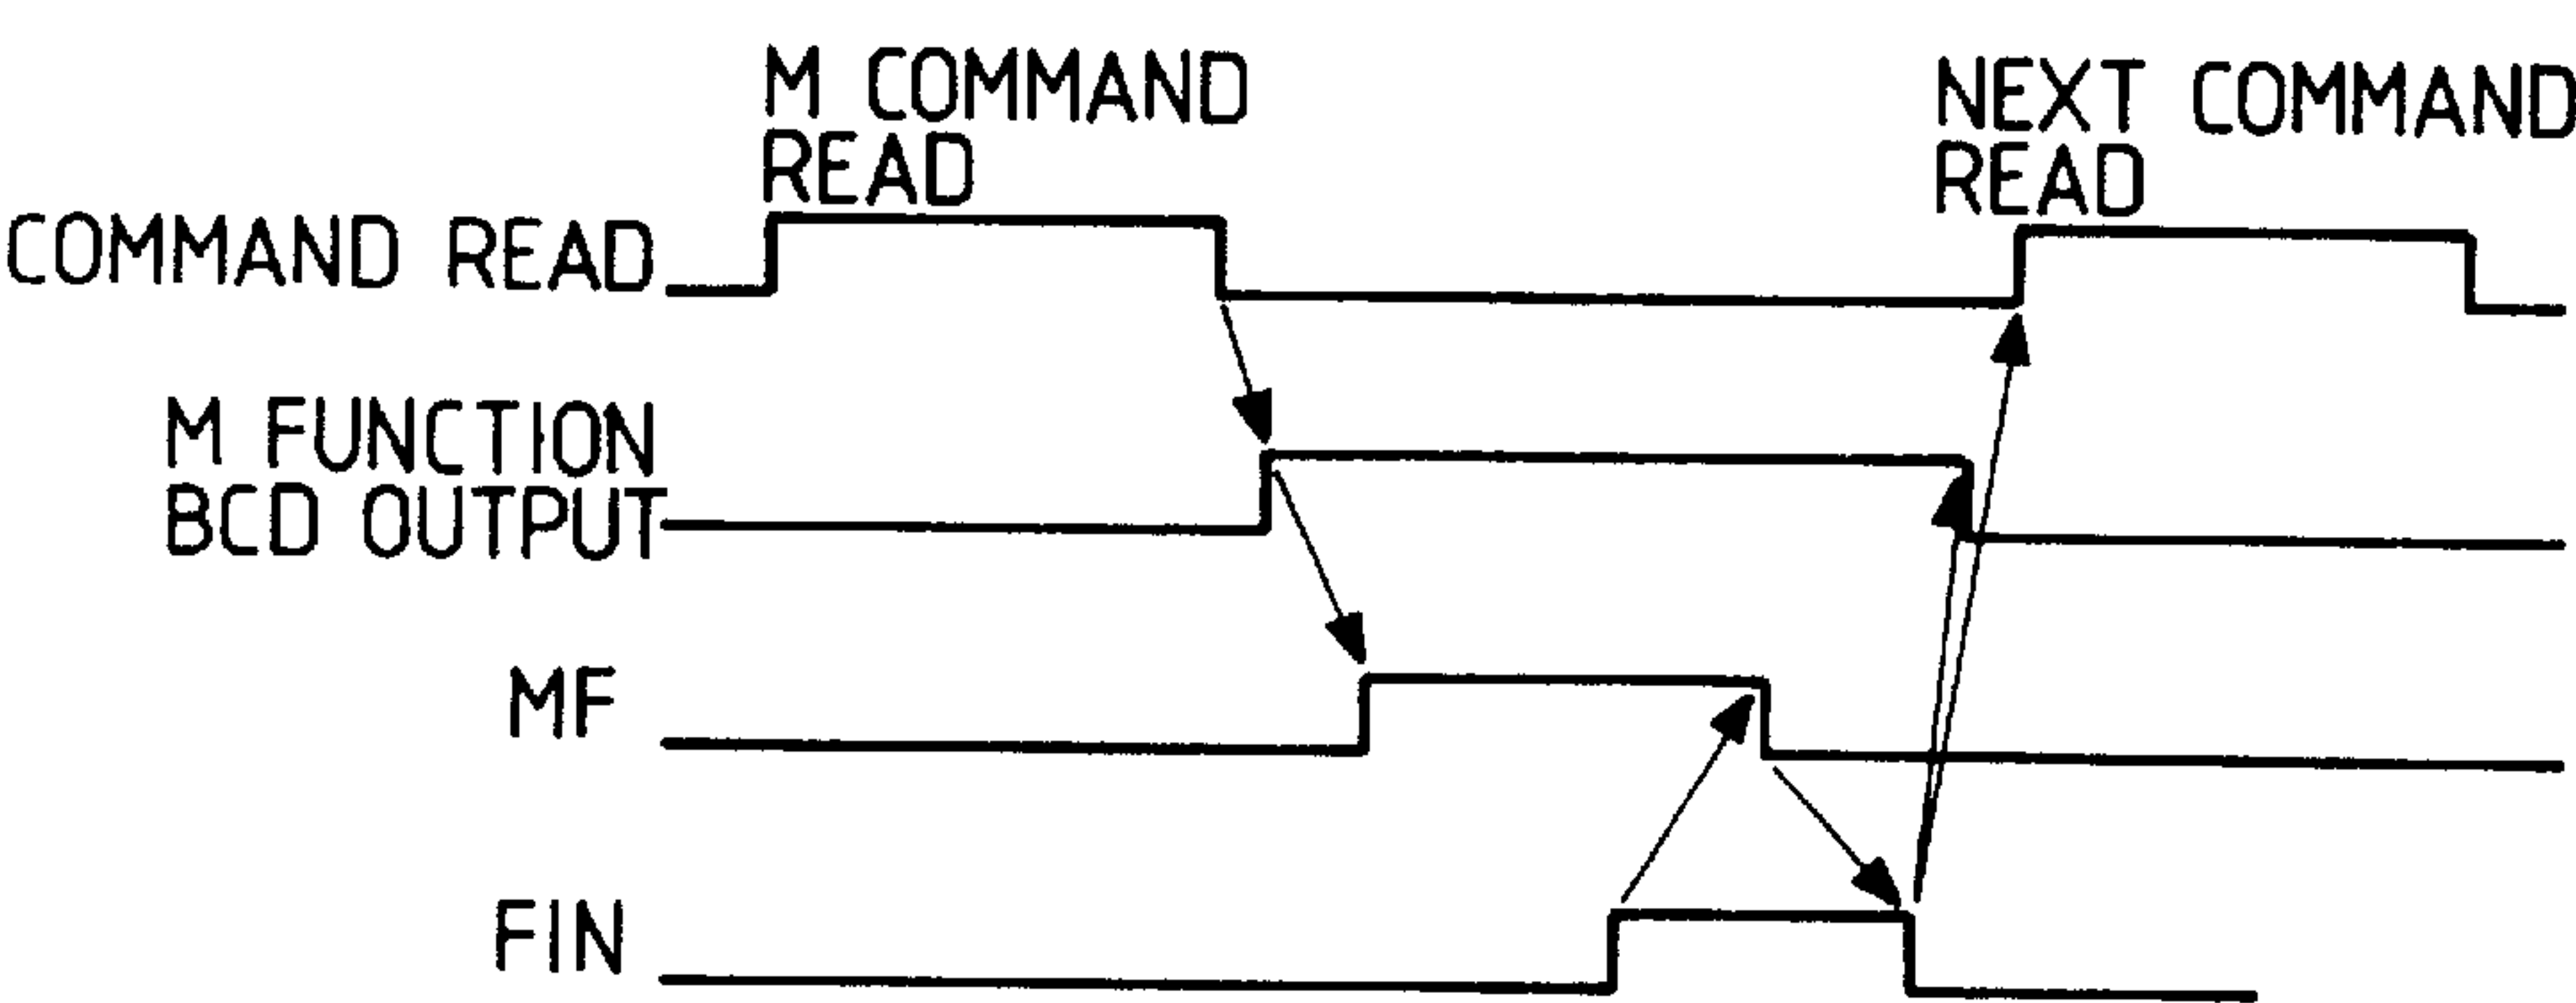 M COMMAND
READ
NEXT COMMAND
READ
COMMAND READ
M FUNCTION
BCD OUTPUT
MF
FIN